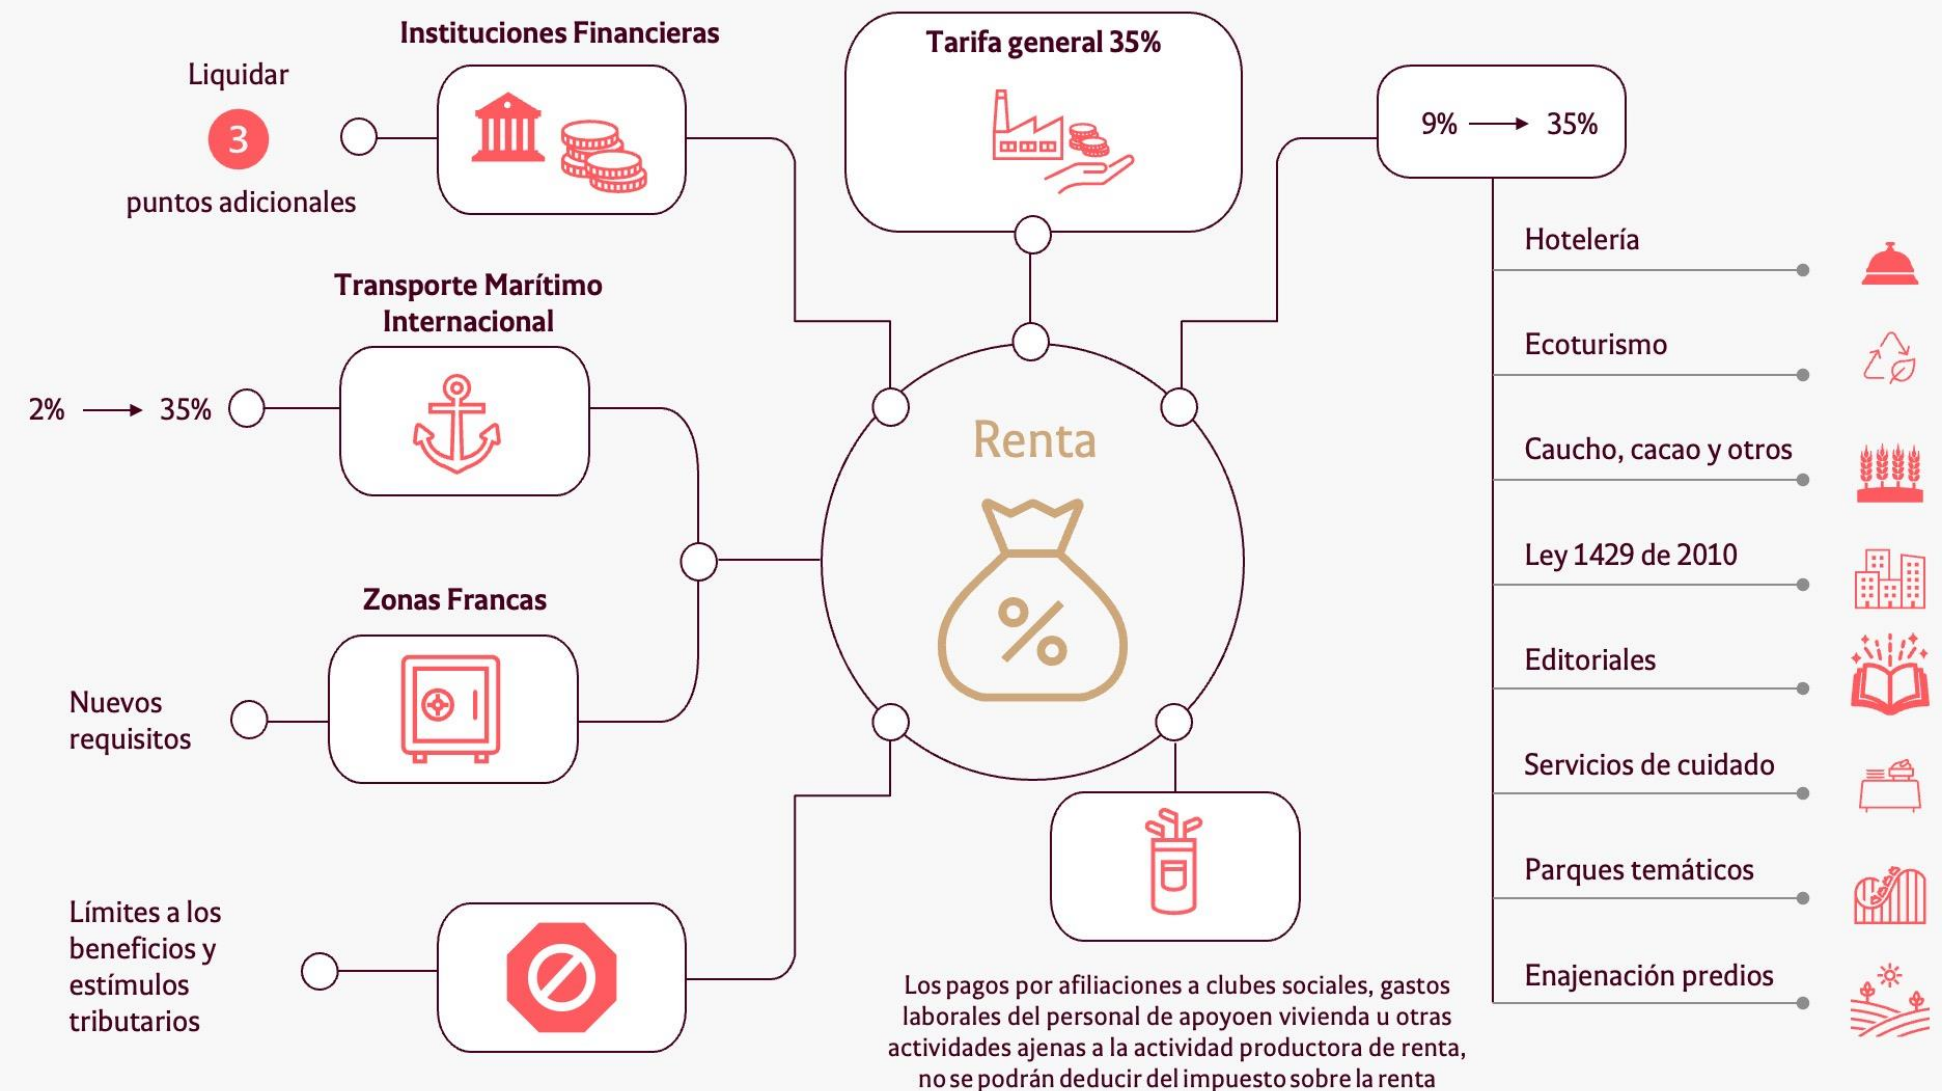 Instituciones Financieras
Liquidar
3
puntos adicionales
Tarifa general 35%
9% → 35%
Hotelería
Ecoturismo
Caucho, cacao y otros
Ley 1429 de 2010
Editoriales
Servicios de cuidado
Parques temáticos
Enajenación predios
Transporte Marítimo
Internacional
2% → 35%
Renta
%
Zonas Francas
Nuevos
requisitos
Límites a los
beneficios y
estímulos
tributarios
Los pagos por afiliaciones a clubes sociales, gastos
laborales del personal de apoyoen vivienda u otras
actividades ajenas a la actividad productora de renta,
no se podrán deducir del impuesto sobre la renta